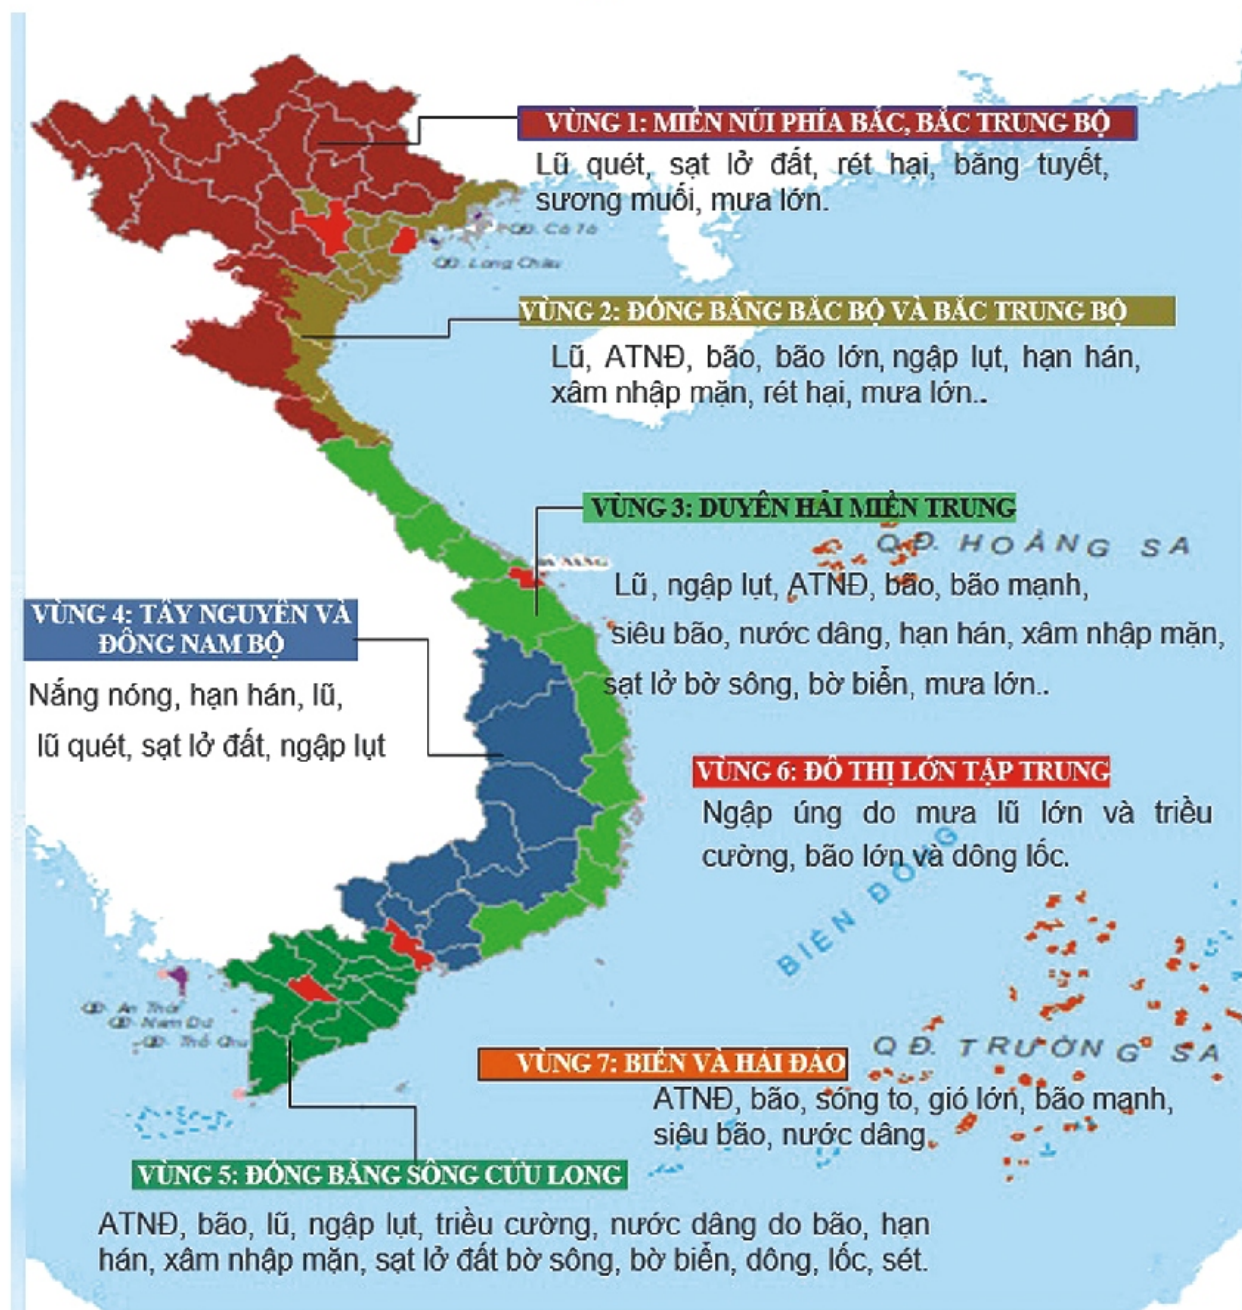 VÙNG 1: MIỀN NÚI PHÍA BẮC, BẮC TRUNG BỘ
Lũ quét, sạt lở đất, rét hại, băng tuyết,
sương muối, mưa lớn.
QĐ. Cô Tô
QĐ. Long Châu
VÙNG 2: ĐỒNG BẰNG BẮC BỘ VÀ BẮC TRUNG BỘ
Lũ, ATNĐ, bão, bão lớn, ngập lụt, hạn hán,
xâm nhập mặn, rét hại, mưa lớn..
VÙNG 3: DUYÊN HẢI MIỀN TRUNG
QĐ. HOÀNG SA
ĐÀ NẴNG
Lũ, ngập lụt, ATNĐ, bão, bão mạnh,
siêu bão, nước dâng, hạn hán, xâm nhập mặn,
sạt lở bờ sông, bờ biển, mưa lớn..
VÙNG 4: TÂY NGUYÊN VÀ
ĐÔNG NAM BỘ
Nắng nóng, hạn hán, lũ,
lũ quét, sạt lở đất, ngập lụt
VÙNG 6: ĐÔ THỊ LỚN TẬP TRUNG
Ngập úng do mưa lũ lớn và triều
cường, bão lớn và dông lốc.
BIỂN ĐÔNG
QĐ. An Thới
QĐ. Nam Du
QĐ. Thổ Chu
QĐ. TRƯỜNG SA
VÙNG 7: BIỂN VÀ HẢI ĐẢO
ATNĐ, bão, sóng to, gió lớn, bão mạnh,
siêu bão, nước dâng.
VÙNG 5: ĐỒNG BẰNG SÔNG CỬU LONG
ATNĐ, bão, lũ, ngập lụt, triều cường, nước dâng do bão, hạn
hán, xâm nhập mặn, sạt lở đất bờ sông, bờ biển, dông, lốc, sét.